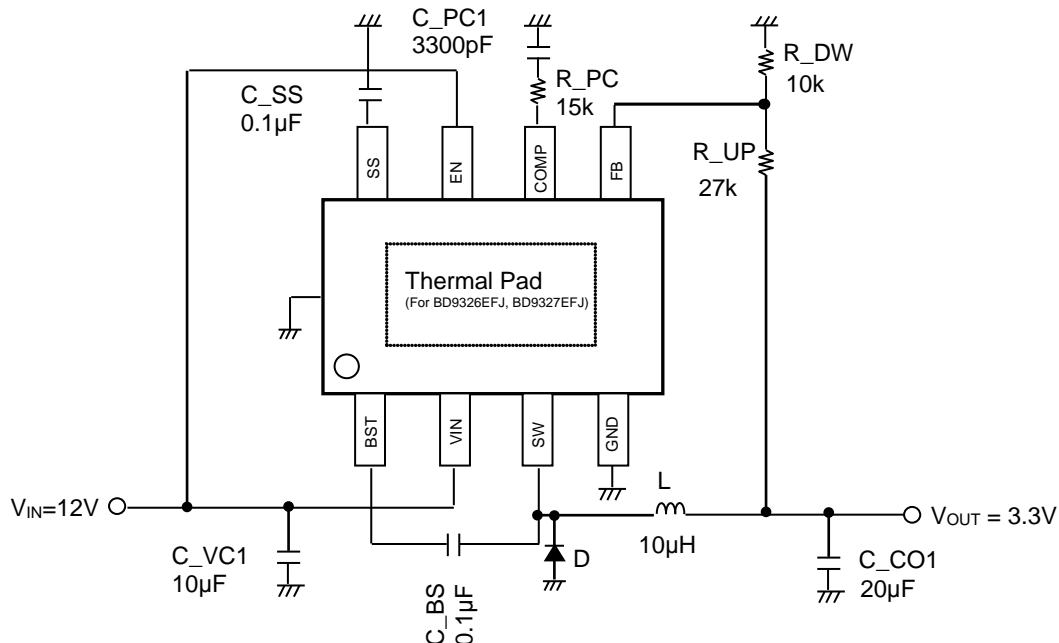 C_PC1
3300pF
R_DW
10k
C_SS
0.1µF
R_PC
15k
R_UP
27k
SS
EN
COMP
FB
Thermal Pad
(For BD9326EFJ, BD9327EFJ)
BST
VIN
SW
GND
VIN=12V
L
10µH
VOUT = 3.3V
C_VC1
10µF
D
C_CO1
20µF
C_BS
0.1µF